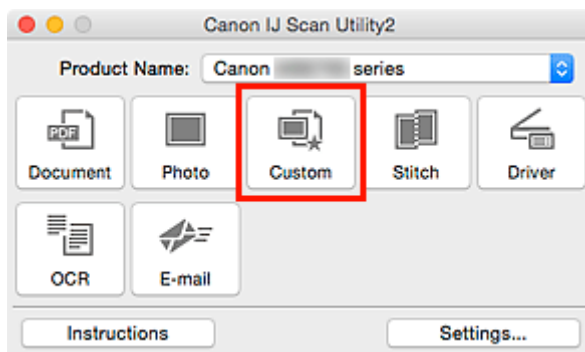 Canon IJ Scan Utility2
Product Name: Canon series
PDF
Document Photo Custom Stitch Driver
OCR E-mail
Instructions Settings...